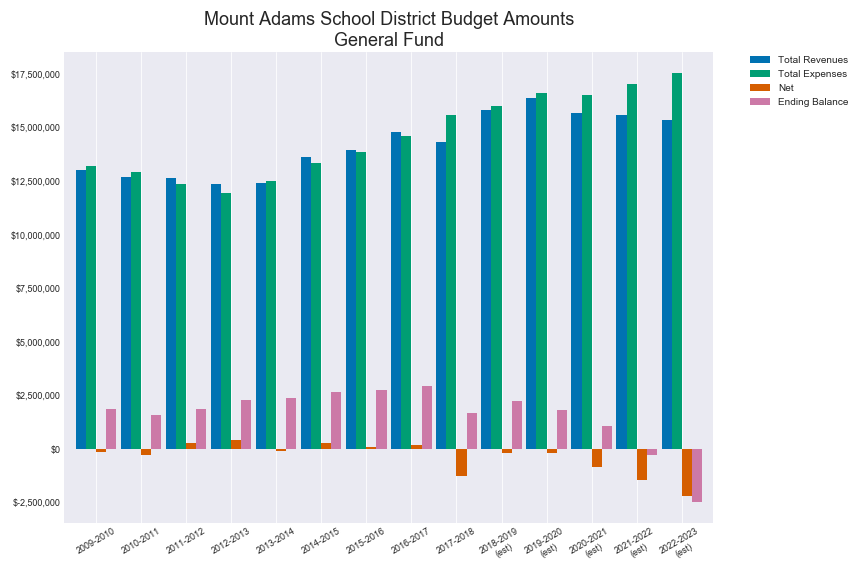 Mount Adams School District Budget Amounts
General Fund
Total Revenues
Total Expenses
Net
Ending Balance
$17,500,000
$15,000,000
$12,500,000
$10,000,000
$7,500,000
$5,000,000
$2,500,000
$0
$-2,500,000
2009-2010
2010-2011
2011-2012
2012-2013
2013-2014
2014-2015
2015-2016
2016-2017
2017-2018
2018-2019
(est)
2019-2020
(est)
2020-2021
(est)
2021-2022
(est)
2022-2023
(est)